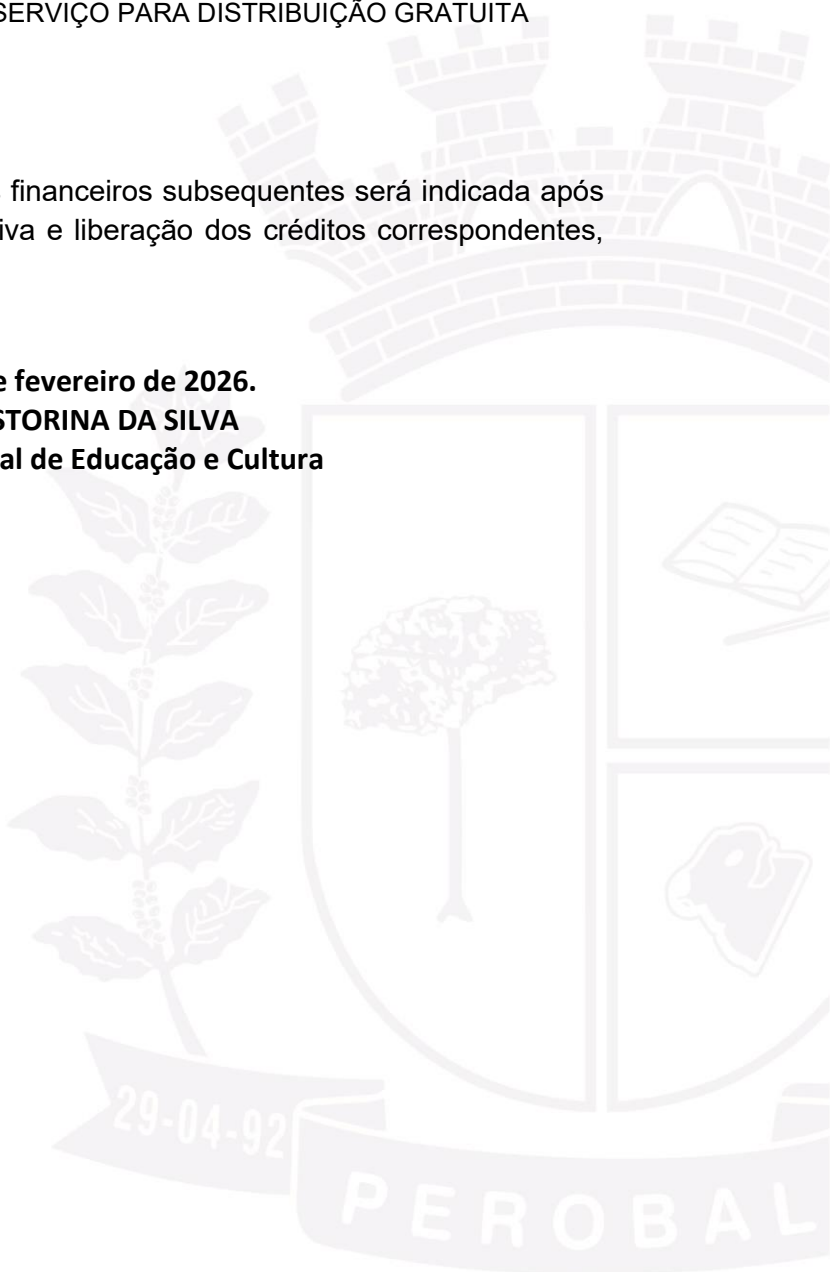 SERVIÇO PARA DISTRIBUIÇÃO GRATUITA
financeiros subsequentes será indicada após
iva e liberação dos créditos correspondentes,
e fevereiro de 2026.
STORINA DA SILVA
al de Educação e Cultura
29-04-92
PEROBAL